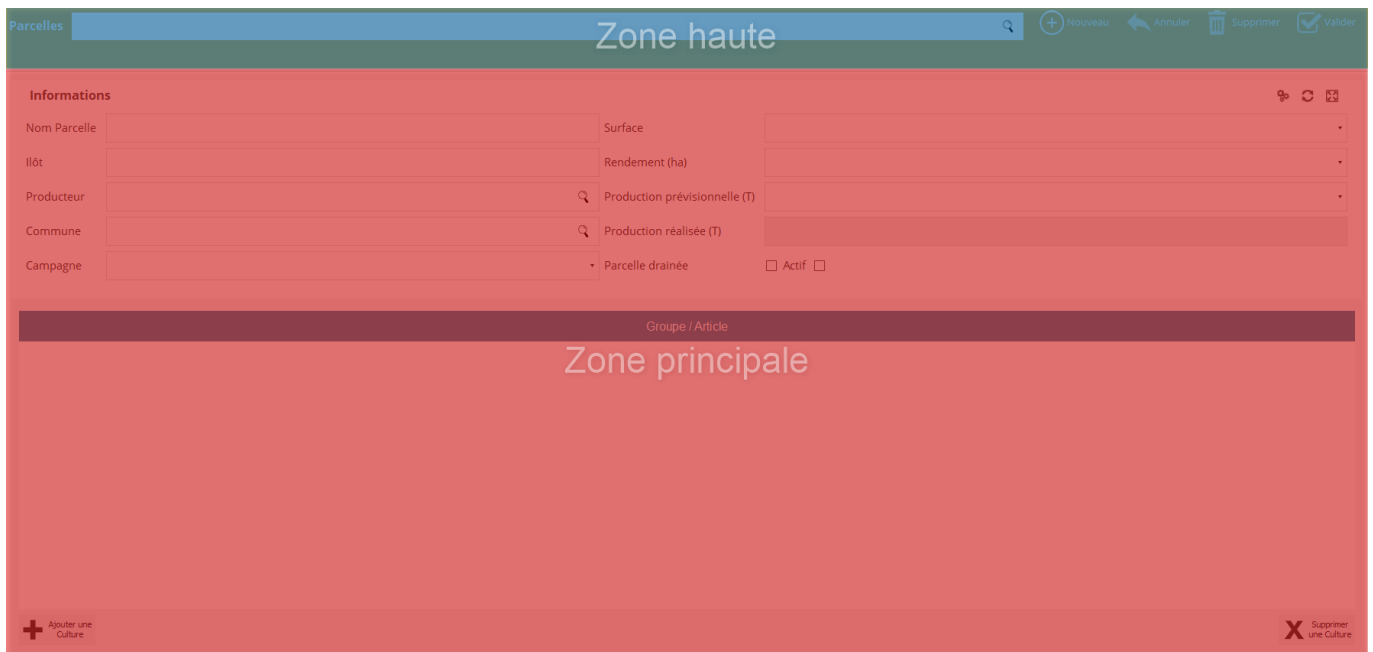 Parcelles
Zone haute
Nouveau
Annuler
Supprimer
Valider
Informations
Nom Parcelle
Surface
Ilôt
Rendement (ha)
Producteur
Production prévisionnelle (T)
Commune
Production réalisée (T)
Campagne
Parcelle drainée
Actif
Groupe / Article
Zone principale
Ajouter une
Culture
Supprimer
une Culture